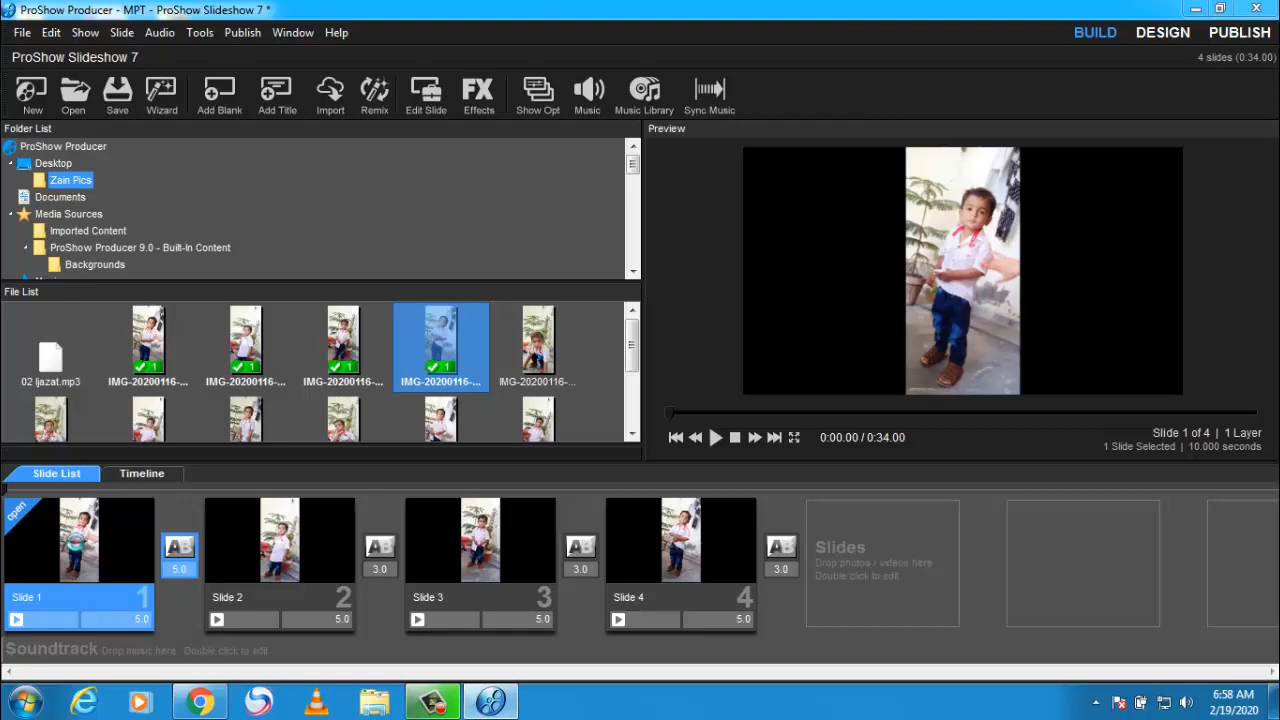 ProShow Producer - MPT - ProShow Slideshow 7 *
File Edit Show Slide Audio Tools Publish Window Help
BUILD DESIGN PUBLISH
ProShow Slideshow 7
4 slides (0:34.00)
New Open Save Wizard Add Blank Add Title Import Remix Edit Slide FX Effects Show Opt Music Music Library Sync Music
Folder List
Preview
ProShow Producer
Desktop
Zain Pics
Documents
Media Sources
Imported Content
ProShow Producer 9.0 - Built-In Content
Backgrounds
File List
1 1 1 1
02 Ijazat.mp3 IMG-20200116-... IMG-20200116-... IMG-20200116-... IMG-20200116-... IMG-20200116-...
0:00.00 / 0:34.00
Slide 1 of 4 | 1 Layer
1 Slide Selected | 10.000 seconds
Slide List Timeline
open
AB AB AB AB
5.0 3.0 3.0 3.0
Slides
Drop photos / videos here
Double click to edit
Slide 1 1 Slide 2 2 Slide 3 3 Slide 4 4
5.0 5.0 5.0 5.0
Soundtrack Drop music here. Double click to edit
6:58 AM
2/19/2020